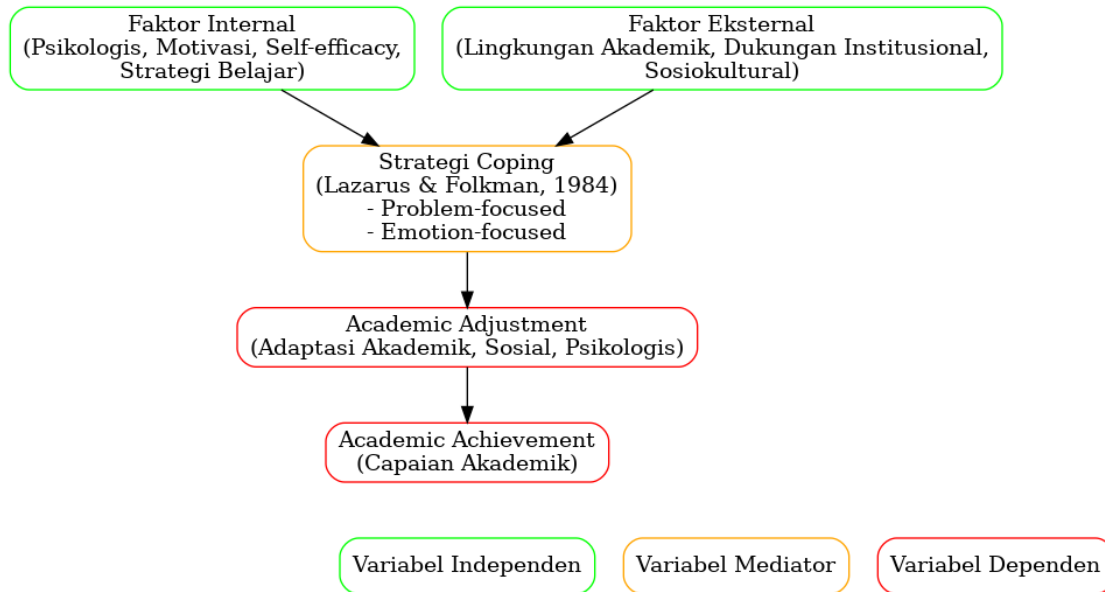 Faktor Internal
(Psikologis, Motivasi, Self-efficacy,
Strategi Belajar)
Faktor Eksternal
(Lingkungan Akademik, Dukungan Institusional,
Sosiokultural)
Strategi Coping
(Lazarus & Folkman, 1984)
- Problem-focused
- Emotion-focused
Academic Adjustment
(Adaptasi Akademik, Sosial, Psikologis)
Academic Achievement
(Capaian Akademik)
Variabel Independen
Variabel Mediator
Variabel Dependen